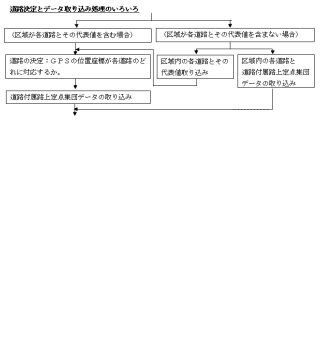 道路決定とデータ取り込み処理のいろいろ
（区域が各道路とその代表値を含む場合）
（区域が各道路とその代表値を含まない場合）
道路の決定：ＧＰＳの位置座標が各道路のど
れに対応するか。
区域内の各道路とその
代表値取り込み
区域内の各道路と
道路付属路上定点集団
データの取り込み
道路付属路上定点集団データの取り込み